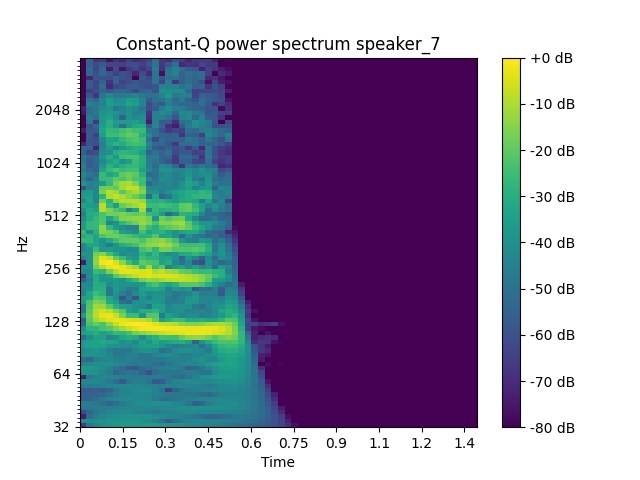 Constant-Q power spectrum speaker_7
Hz
2048
1024
512
256
128
64
32
0 0.15 0.3 0.45 0.6 0.75 0.9 1.1 1.2 1.4
Time
+0 dB
-10 dB
-20 dB
-30 dB
-40 dB
-50 dB
-60 dB
-70 dB
-80 dB